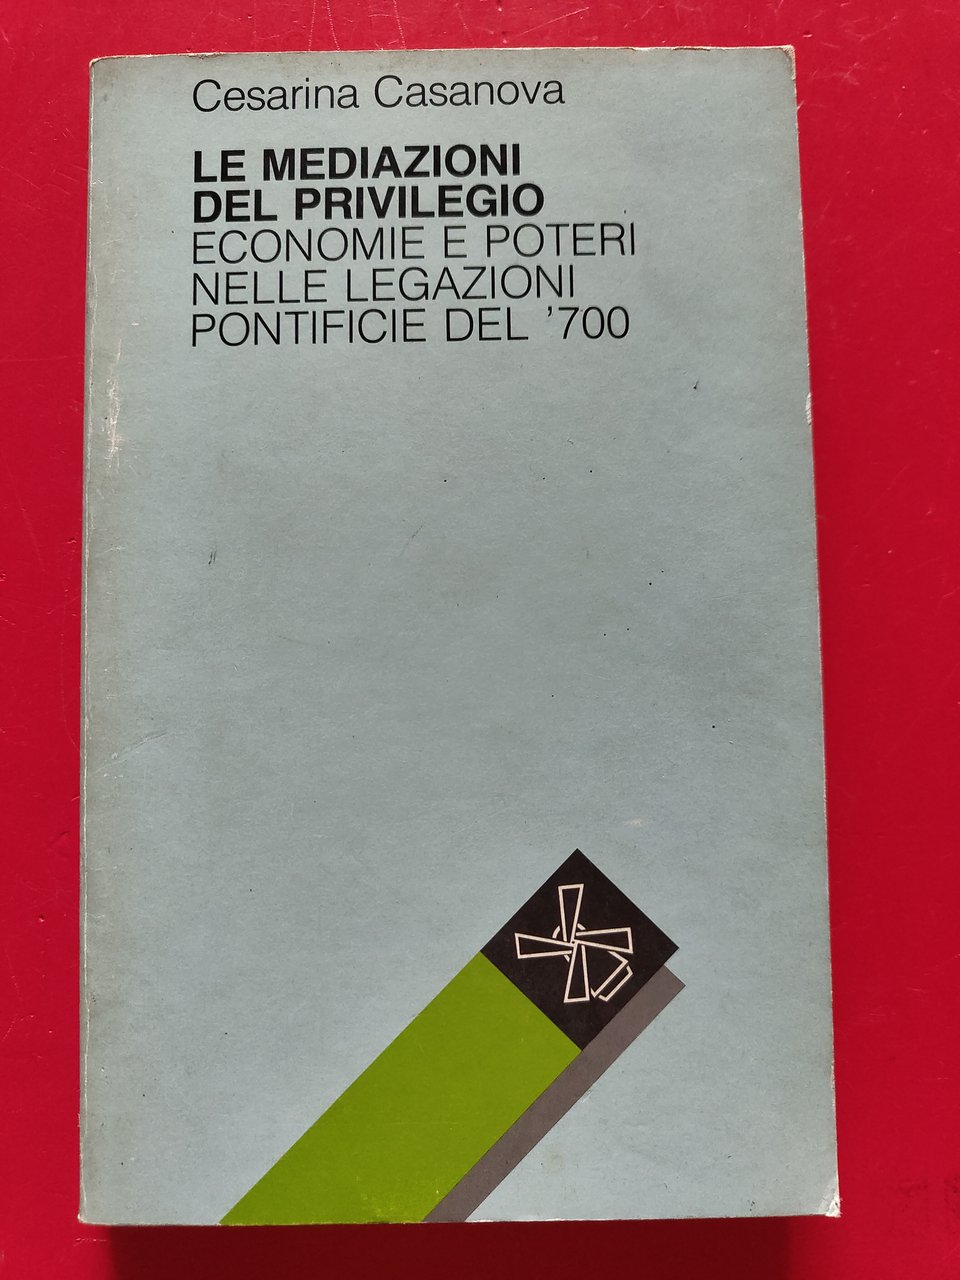 Cesarina Casanova
LE MEDIAZIONI
DEL PRIVILEGIO
ECONOMIE E POTERI
NELLE LEGAZIONI
PONTIFICIE DEL '700